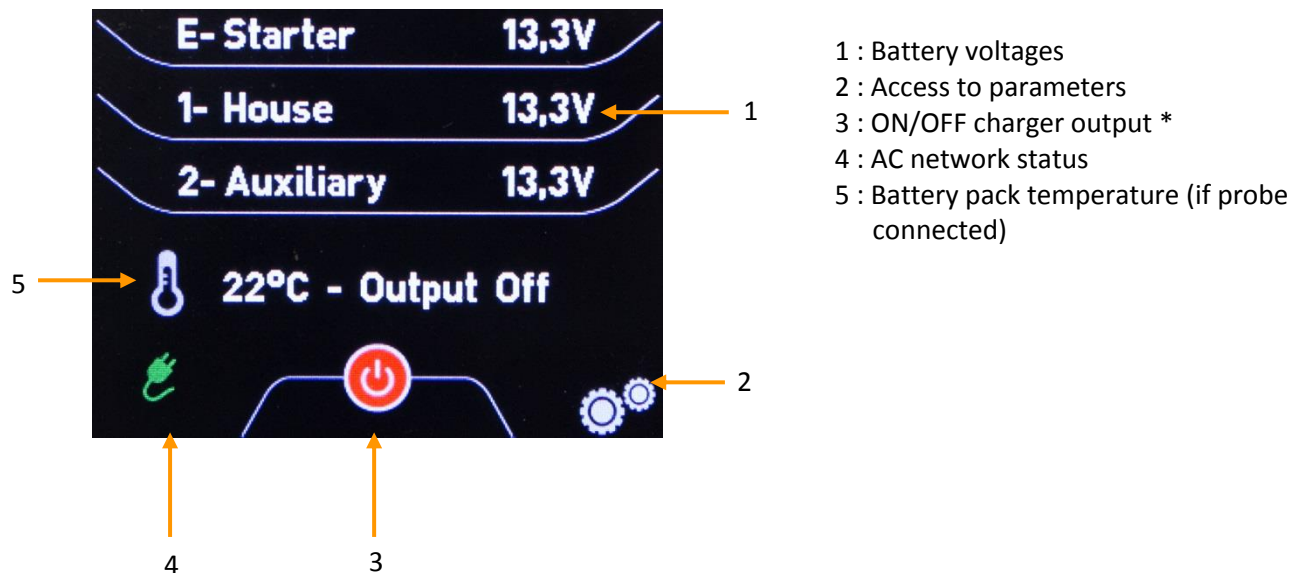 E- Starter 13,3V
1- House 13,3V
2- Auxiliary 13,3V
22°C - Output Off
1
5
2
4
3
1 : Battery voltages
2 : Access to parameters
3 : ON/OFF charger output *
4 : AC network status
5 : Battery pack temperature (if probe
connected)